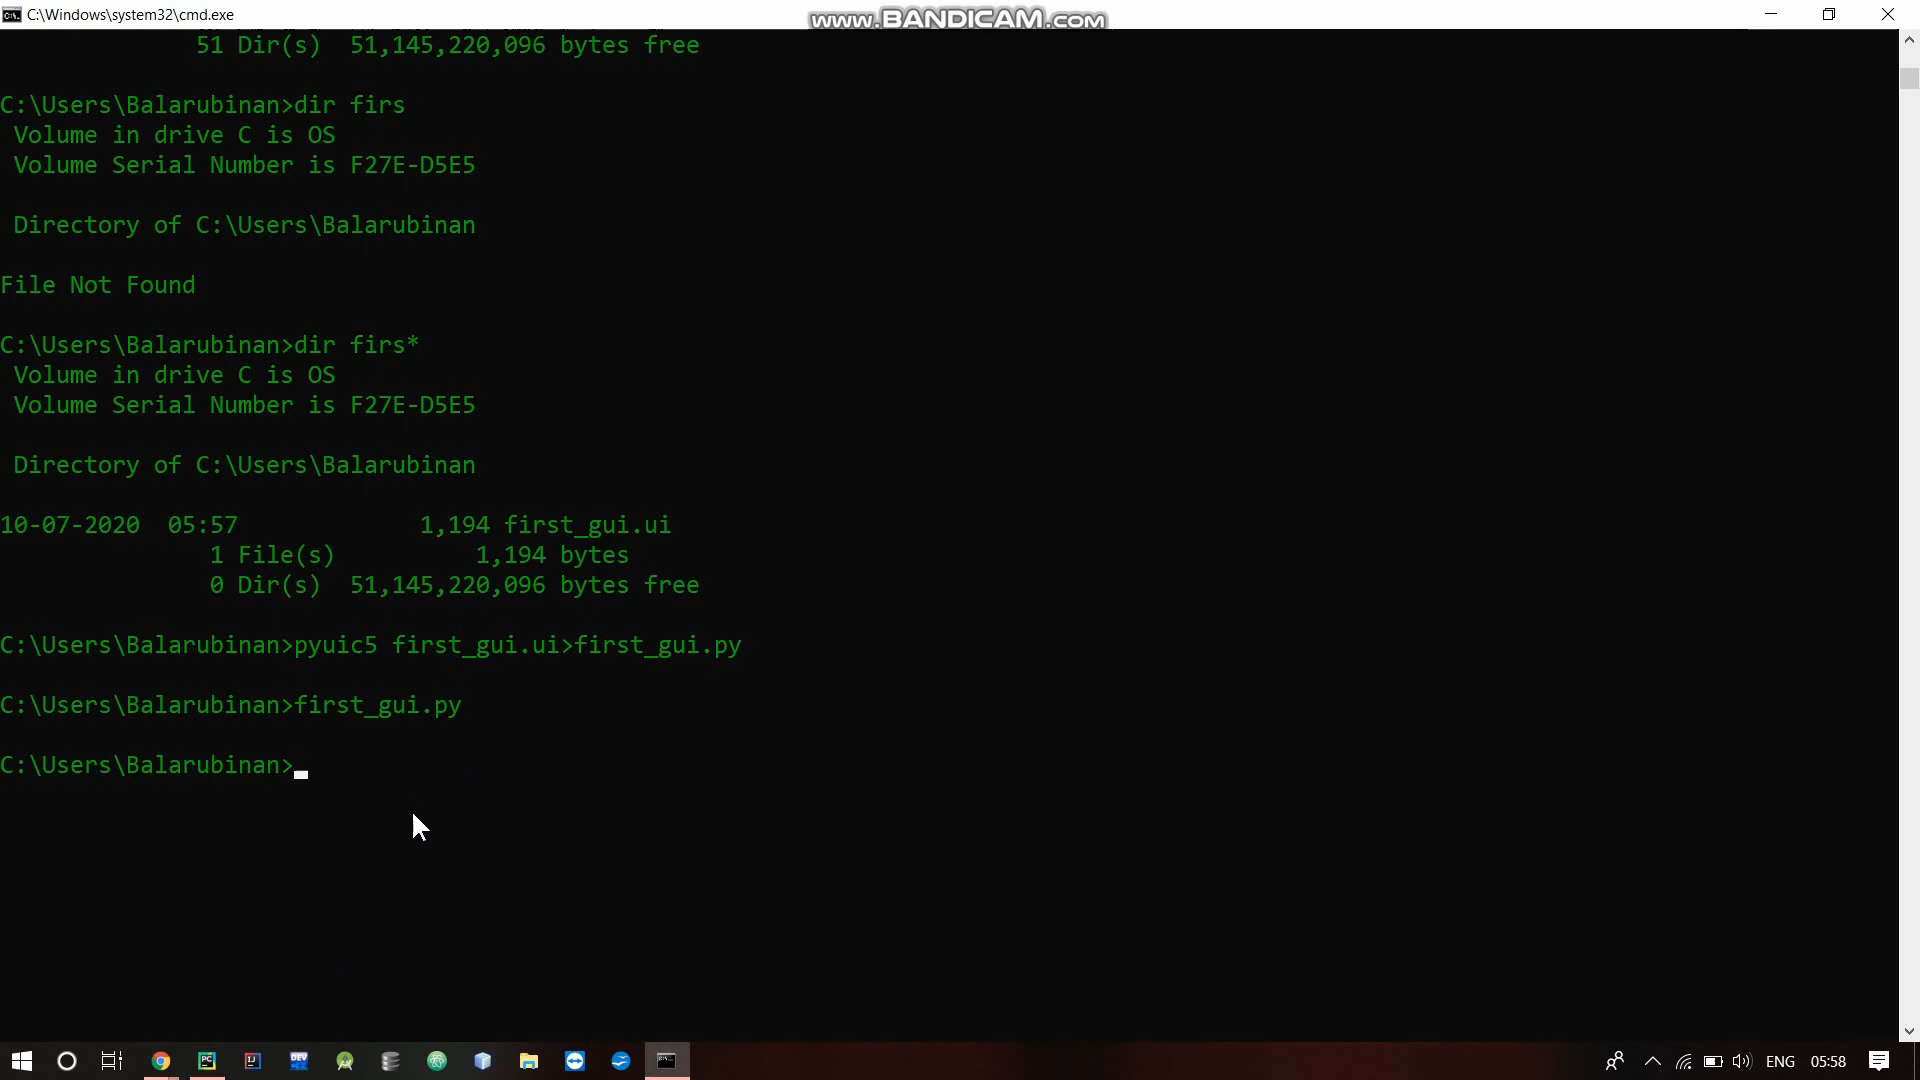 C:\Windows\system32\cmd.exe
www.BANDICAM.com
51 Dir(s)  51,145,220,096 bytes free
C:\Users\Balarubinan>dir firs
Volume in drive C is OS
Volume Serial Number is F27E-D5E5
Directory of C:\Users\Balarubinan
File Not Found
C:\Users\Balarubinan>dir firs*
Volume in drive C is OS
Volume Serial Number is F27E-D5E5
Directory of C:\Users\Balarubinan
10-07-2020  05:57             1,194 first_gui.ui
1 File(s)          1,194 bytes
0 Dir(s)  51,145,220,096 bytes free
C:\Users\Balarubinan>pyuic5 first_gui.ui>first_gui.py
C:\Users\Balarubinan>first_gui.py
C:\Users\Balarubinan>
PC
IJ
DEV
ENG
05:58